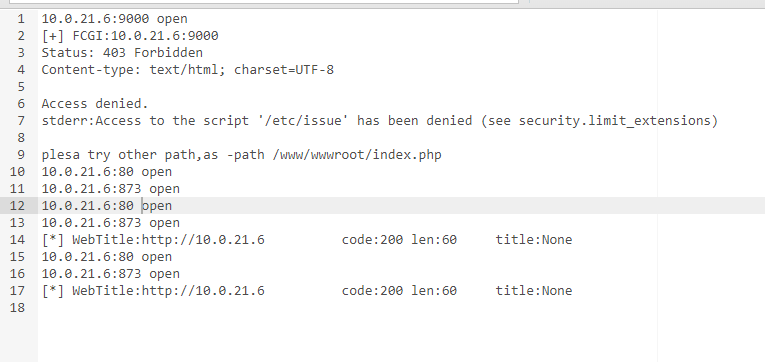 1 10.0.21.6:9000 open
2 [+] FCGI:10.0.21.6:9000
3 Status: 403 Forbidden
4 Content-type: text/html; charset=UTF-8
5
6 Access denied.
7 stderr:Access to the script '/etc/issue' has been denied (see security.limit_extensions)
8
9 plesa try other path,as -path /www/wwwroot/index.php
10 10.0.21.6:80 open
11 10.0.21.6:873 open
12 10.0.21.6:80 open
13 10.0.21.6:873 open
14 [*] WebTitle:http://10.0.21.6          code:200 len:60     title:None
15 10.0.21.6:80 open
16 10.0.21.6:873 open
17 [*] WebTitle:http://10.0.21.6          code:200 len:60     title:None
18